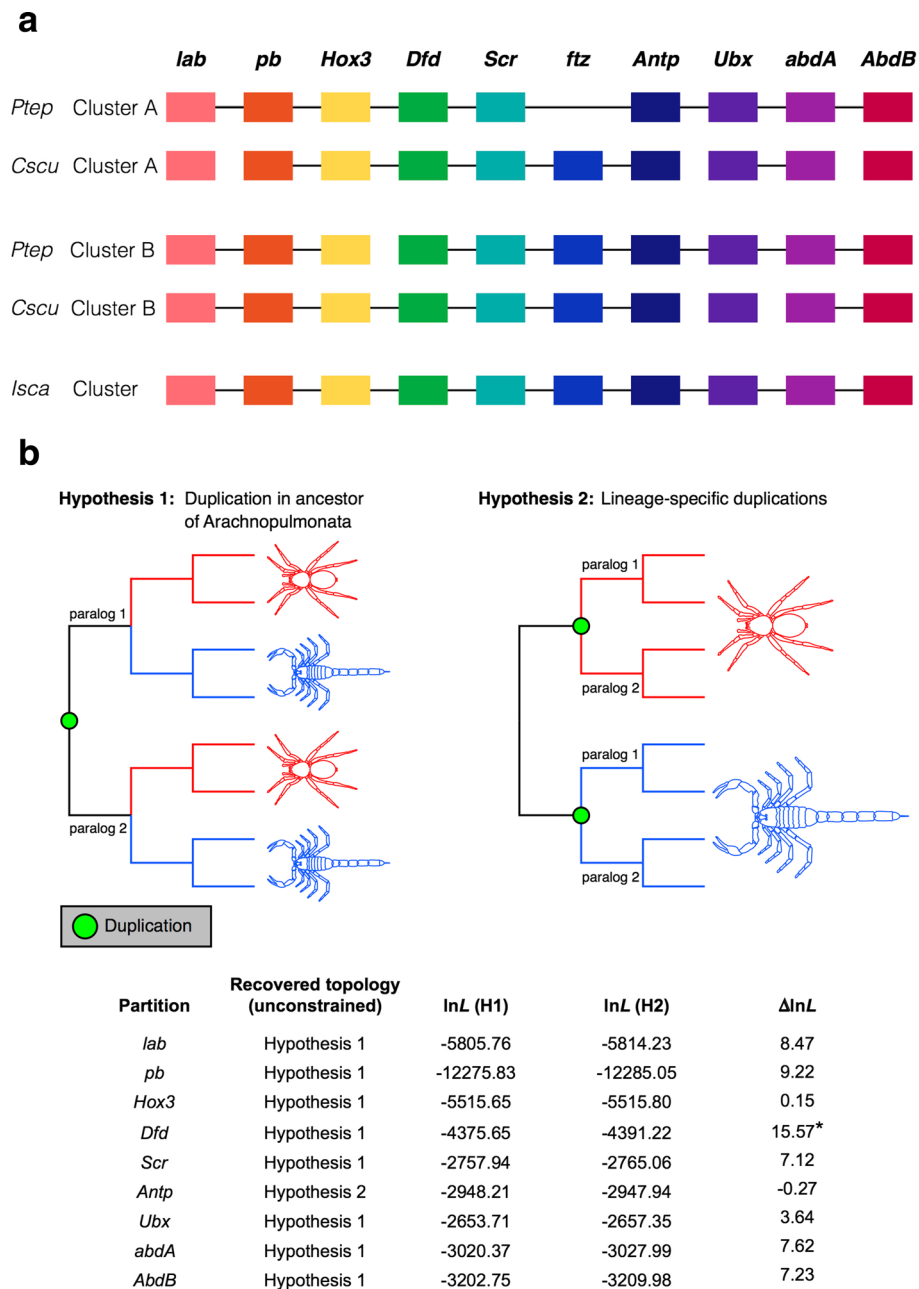 a
lab pb Hox3 Dfd Scr ftz Antp Ubx abdA AbdB
Ptep Cluster A
Cscu Cluster A
Ptep Cluster B
Cscu Cluster B
Isca Cluster
b
Hypothesis 1: Duplication in ancestor
of Arachnopulmonata
paralog 1
paralog 2
Duplication
Hypothesis 2: Lineage-specific duplications
paralog 1
paralog 2
paralog 1
paralog 2
Partition Recovered topology (unconstrained) lnL (H1) lnL (H2) ΔlnL
lab Hypothesis 1 -5805.76 -5814.23 8.47
pb Hypothesis 1 -12275.83 -12285.05 9.22
Hox3 Hypothesis 1 -5515.65 -5515.80 0.15
Dfd Hypothesis 1 -4375.65 -4391.22 15.57*
Scr Hypothesis 1 -2757.94 -2765.06 7.12
Antp Hypothesis 2 -2948.21 -2947.94 -0.27
Ubx Hypothesis 1 -2653.71 -2657.35 3.64
abdA Hypothesis 1 -3020.37 -3027.99 7.62
AbdB Hypothesis 1 -3202.75 -3209.98 7.23